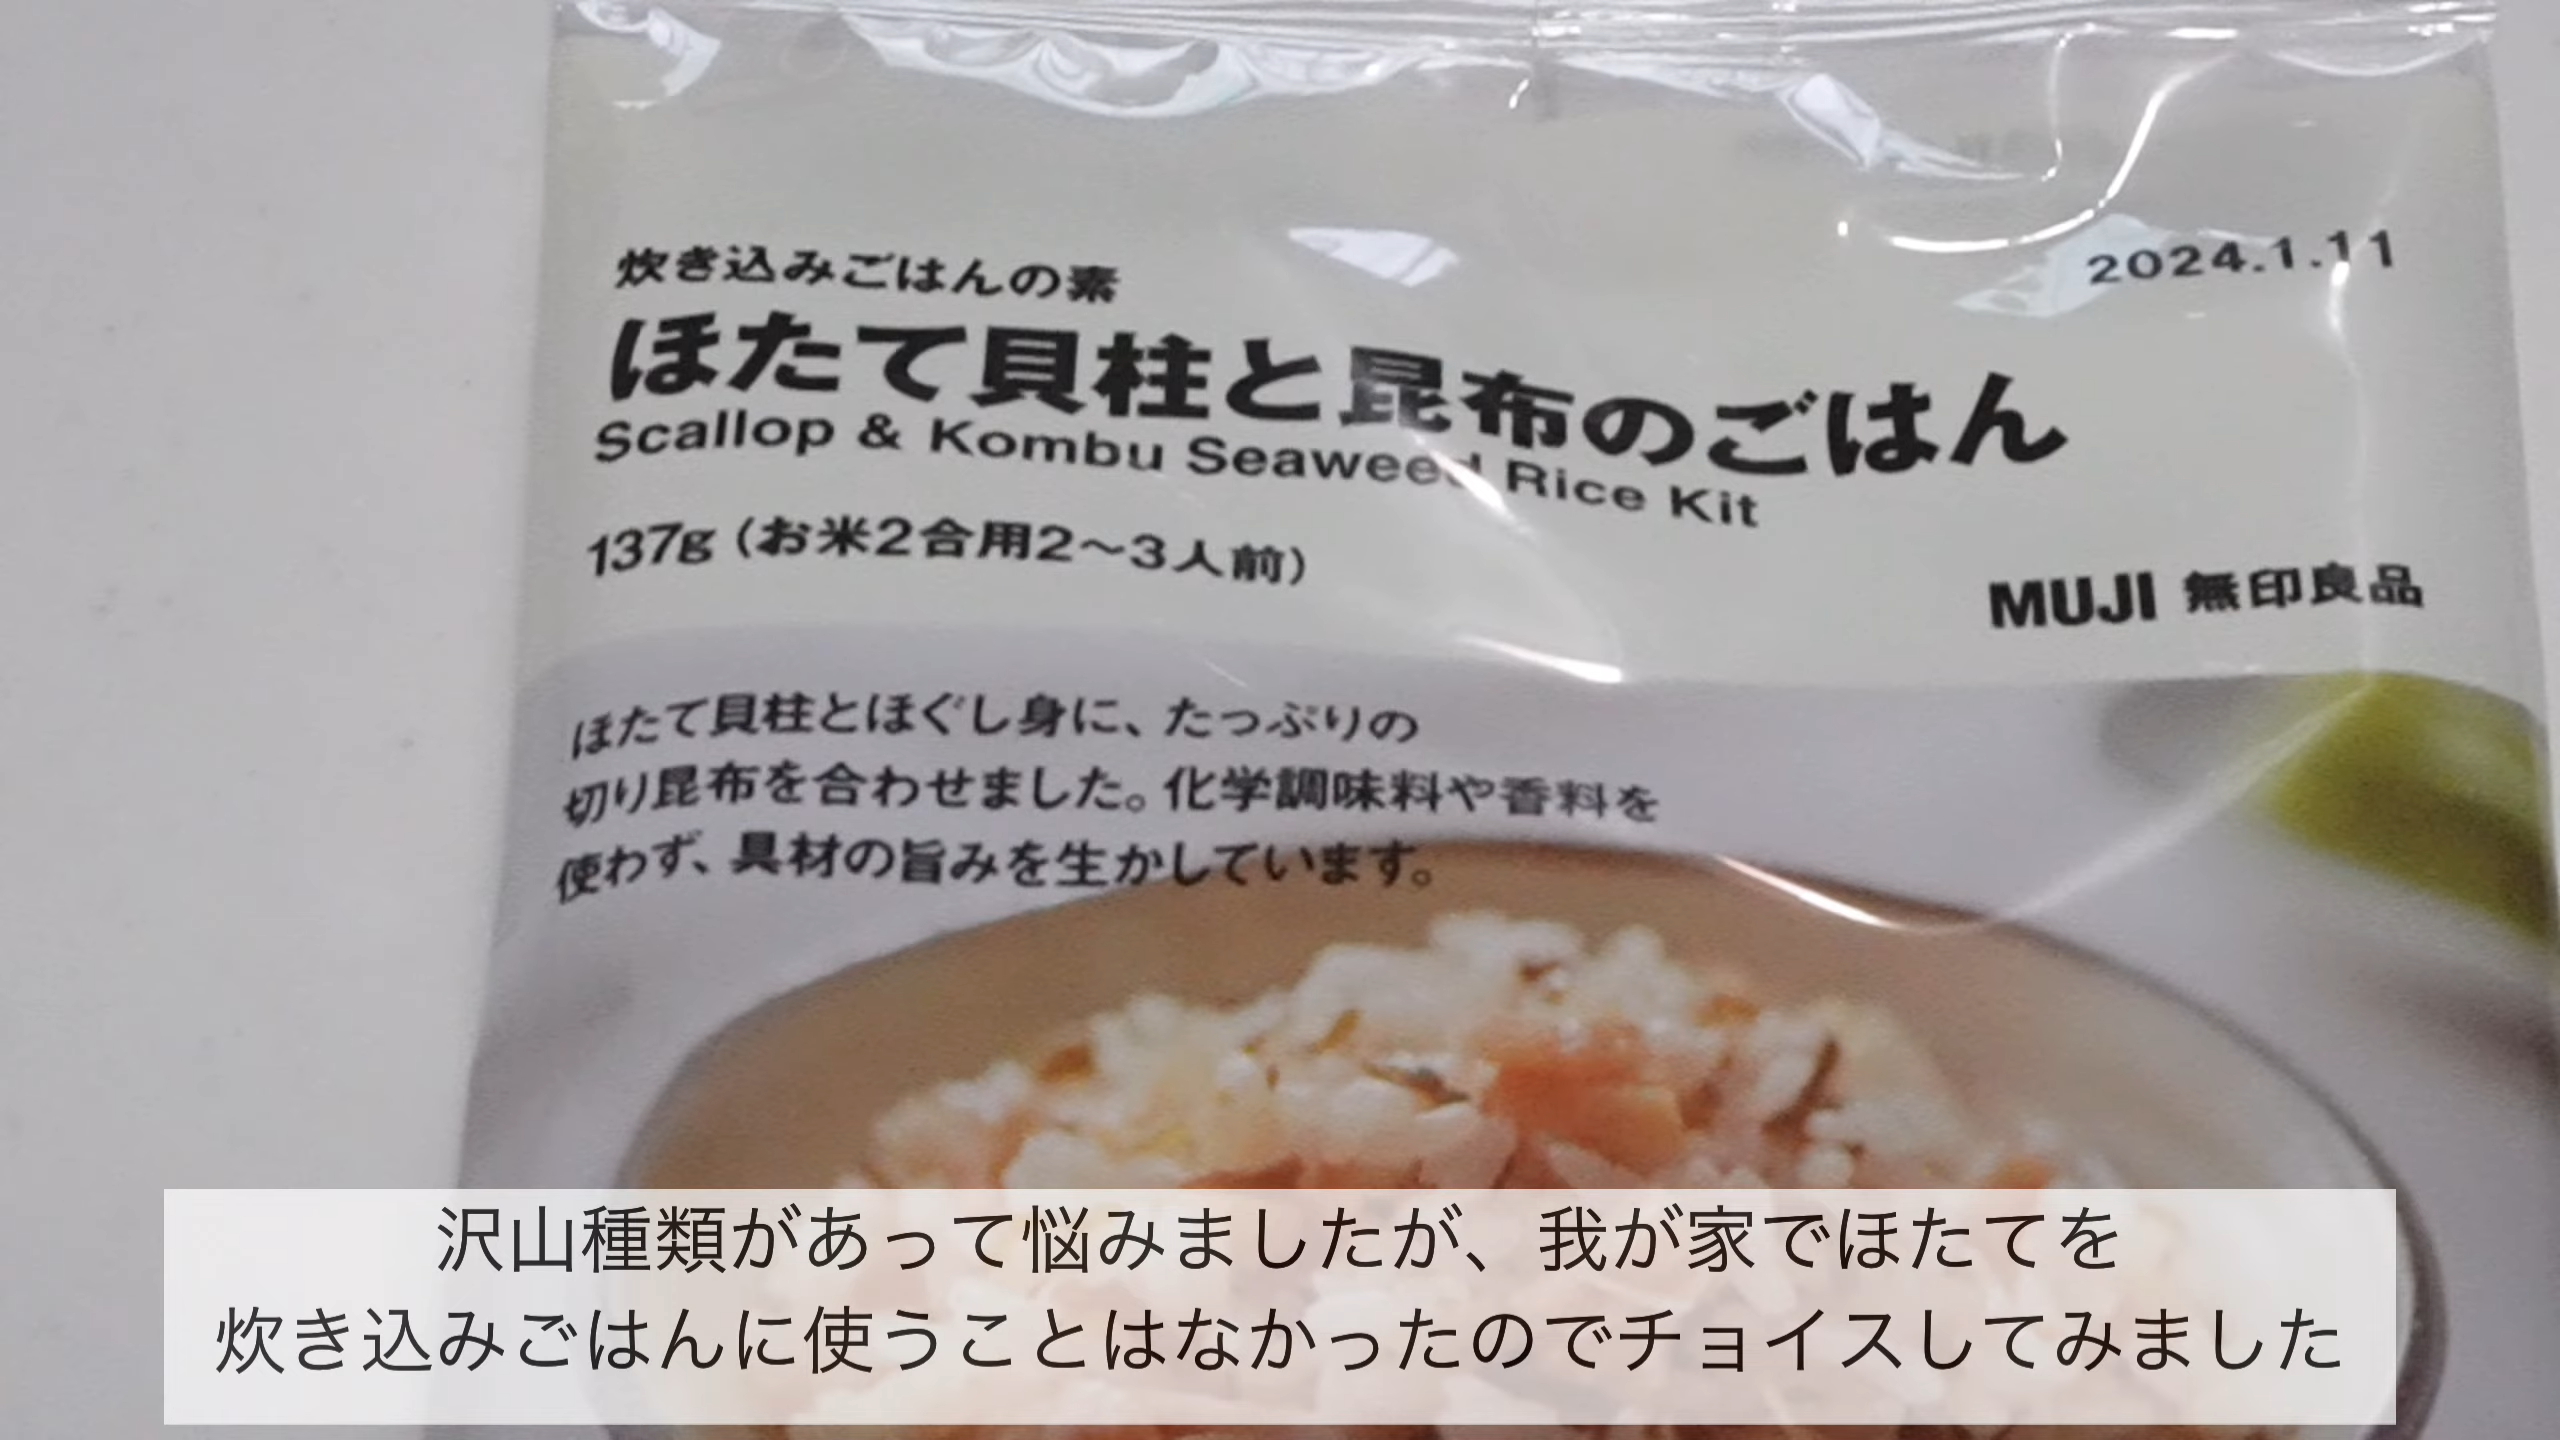 炊き込みごはんの素
2024.1.11
ほたて貝柱と昆布のごはん
Scallop & Kombu Seaweed Rice Kit
137g（お米2合用2～3人前）
MUJI 無印良品
ほたて貝柱とほぐし身に、たっぷりの
切り昆布を合わせました。化学調味料や香料を
使わず、具材の旨みを生かしています。
沢山種類があって悩みましたが、我が家でほたてを
炊き込みごはんに使うことはなかったのでチョイスしてみました